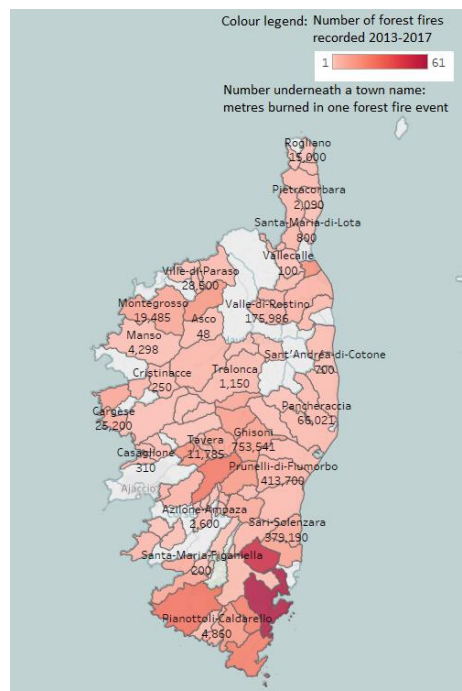 Colour legend: Number of forest fires
recorded 2013-2017
1 61
Number underneath a town name:
metres burned in one forest fire event
Rogliano
15,000
Pietracorbara
2,090
Santa-Maria-di-Lota
800
Vallecalle
100
Ville-di-Paraso
28,500
Montegrosso
19,485
Valle-di-Rostino
175,986
Asco
48
Manso
4,298
Sant'Andréa-di-Cotone
700
Cristinacce
250
Tralonca
1,150
Cargèse
25,200
Pancheraccia
66,021
Ghisoni
753,541
Tavera
11,785
Casaglione
310
Prunelli-di-Fiumorbo
413,700
Ajaccio
Azilone-Ampaza
2,600
Sari-Solenzara
979,190
Santa-Maria-Figaniella
200
Pianottoli-Caldarello
4,860